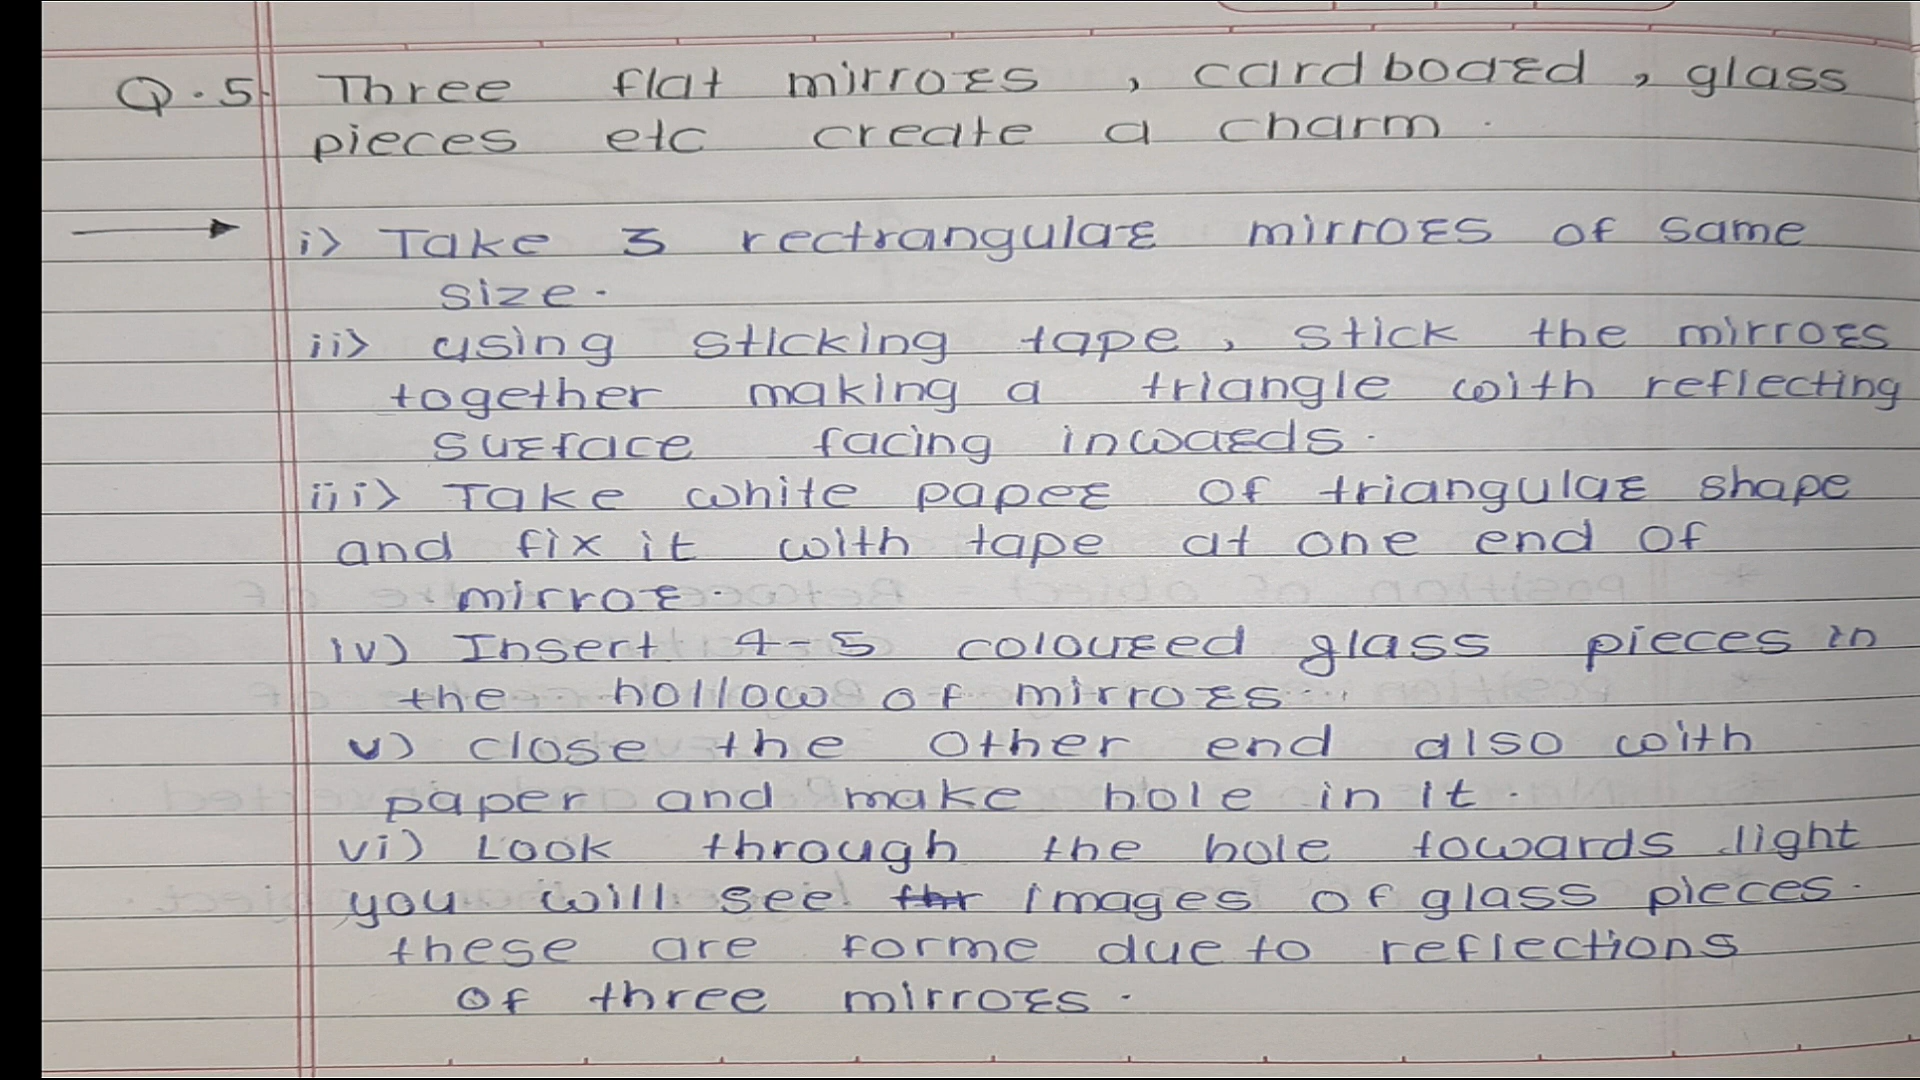 Q.5 Three flat mirrors , cardboard , glass
pieces etc create a charm .
i) Take 3 rectrangular mirrors of same
size.
ii) using sticking tape, stick the mirrors
together making a triangle with reflecting
surface facing inwards.
iii) Take white paper of triangular shape
and fix it with tape at one end of
mirror.
iv) Insert 4-5 coloured glass pieces in
the hollow of mirrors.
v) close the other end also with
paper and make hole in it.
vi) Look through the hole towards light
you will see images of glass pieces.
these are forme due to reflections
of three mirrors.